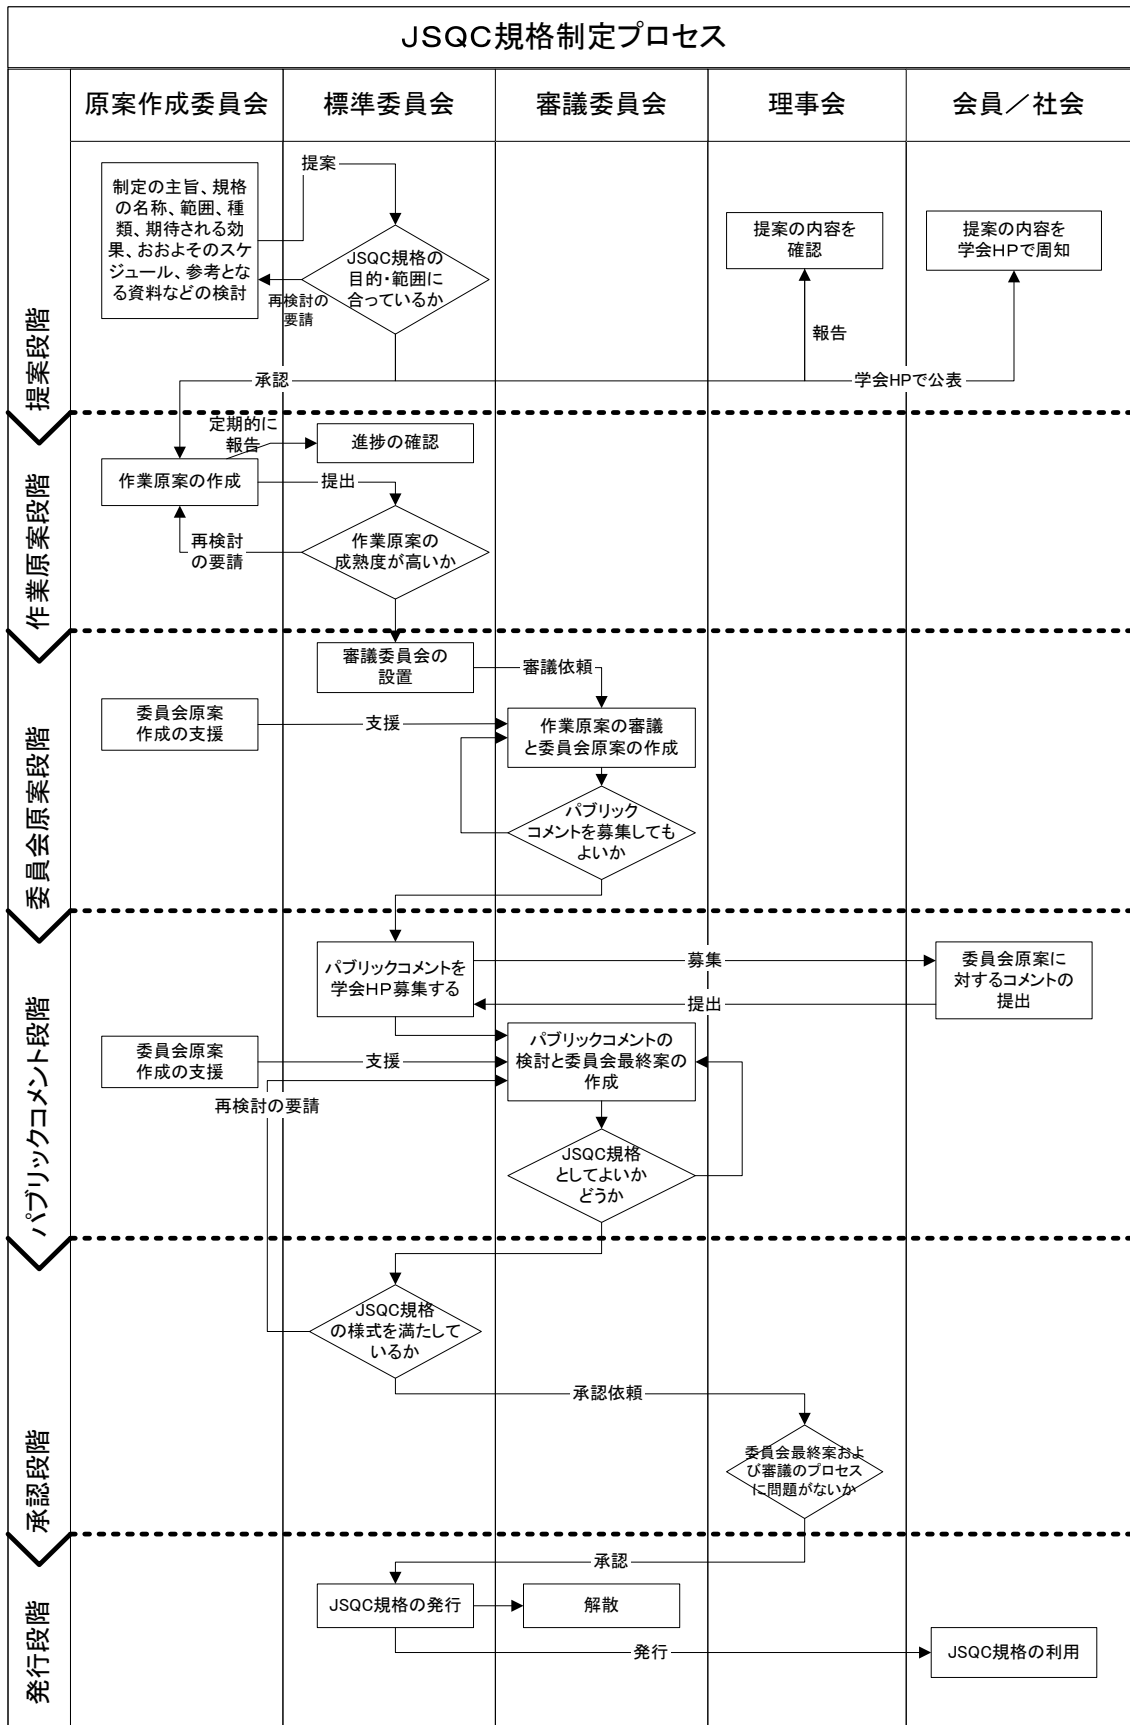 JSQC規格制定プロセス
原案作成委員会
標準委員会
審議委員会
理事会
会員／社会
提案段階
制定の主旨、規格
の名称、範囲、種
類、期待される効
果、おおよそのスケ
ジュール、参考とな
る資料などの検討
提案
JSQC規格の
目的・範囲に
合っているか
再検討の
要請
提案の内容を
確認
提案の内容を
学会HPで周知
報告
承認
学会HPで公表
作業原案段階
定期的に
報告
進捗の確認
作業原案の作成
提出
再検討
の要請
作業原案の
成熟度が高いか
委員会原案段階
審議委員会の
設置
審議依頼
委員会原案
作成の支援
支援
作業原案の審議
と委員会原案の作成
パブリック
コメントを募集しても
よいか
パブリックコメント段階
パブリックコメントを
学会HP募集する
募集
委員会原案に
対するコメントの
提出
提出
委員会原案
作成の支援
支援
パブリックコメントの
検討と委員会最終案の
作成
再検討の要請
JSQC規格
としてよいか
どうか
承認段階
JSQC規格
の様式を満たして
いるか
承認依頼
委員会最終案およ
び審議のプロセス
に問題がないか
発行段階
承認
JSQC規格の発行
解散
発行
JSQC規格の利用